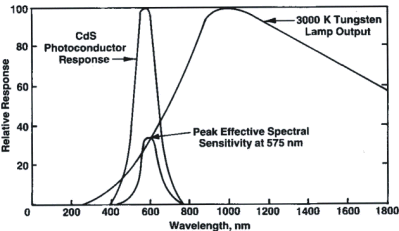 100
80
60
40
20
Relative Response
CdS
Photoconductor
Response
3000 K Tungsten
Lamp Output
Peak Effective Spectral
Sensitivity at 575 nm
0 200 400 600 800 1000 1200 1400 1600 1800
Wavelength, nm